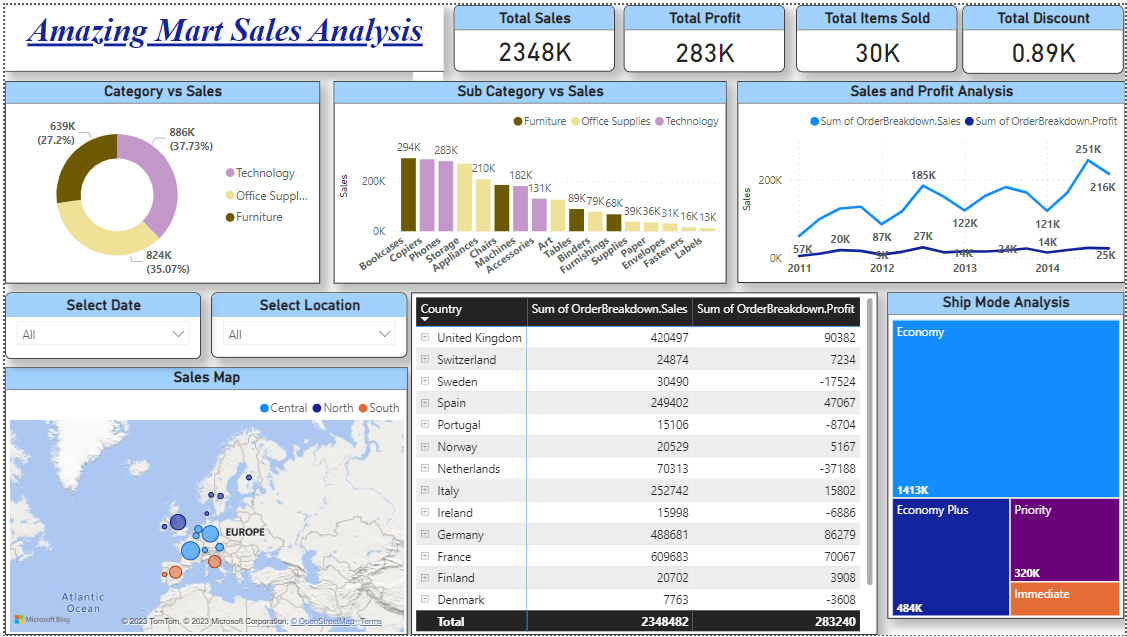 Amazing Mart Sales Analysis
Total Sales
2348K
Total Profit
283K
Total Items Sold
30K
Total Discount
0.89K
Category vs Sales
639K
(27.2%)
886K
(37.73%)
824K
(35.07%)
Technology
Office Suppl...
Furniture
Sub Category vs Sales
Furniture Office Supplies Technology
Sales
200K
0K
294K 283K 210K 182K 131K 89K 79K 68K 39K 36K 31K 16K 13K
Bookcases Copiers Phones Storage Appliances Chairs Machines Accessories Art Tables Binders Furnishings Supplies Paper Envelopes Fasteners Labels
Sales and Profit Analysis
Sum of OrderBreakdown.Sales Sum of OrderBreakdown.Profit
Sales
200K
0K
57K 87K 185K 122K 121K 251K 216K
20K 9K 27K 14K 24K 14K 25K
2011 2012 2013 2014
Select Date
All
Select Location
All
Sales Map
Central North South
EUROPE
Atlantic
Ocean
Microsoft Bing
© 2023 TomTom, © 2023 Microsoft Corporation, © OpenStreetMap Terms
Country Sum of OrderBreakdown.Sales Sum of OrderBreakdown.Profit
United Kingdom 420497 90382
Switzerland 24874 7234
Sweden 30490 -17524
Spain 249402 47067
Portugal 15106 -8704
Norway 20529 5167
Netherlands 70313 -37188
Italy 252742 15802
Ireland 15998 -6886
Germany 488681 86279
France 609683 70067
Finland 20702 3908
Denmark 7763 -3608
Total 2348482 283240
Ship Mode Analysis
Economy
1413K
Economy Plus
484K
Priority
320K
Immediate